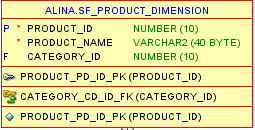 ALINA.SF_PRODUCT_DIMENSION
P * PRODUCT_ID NUMBER (10)
* PRODUCT_NAME VARCHAR2 (40 BYTE)
F CATEGORY_ID NUMBER (10)
PRODUCT_PD_ID_PK (PRODUCT_ID)
CATEGORY_CD_ID_FK (CATEGORY_ID)
PRODUCT_PD_ID_PK (PRODUCT_ID)